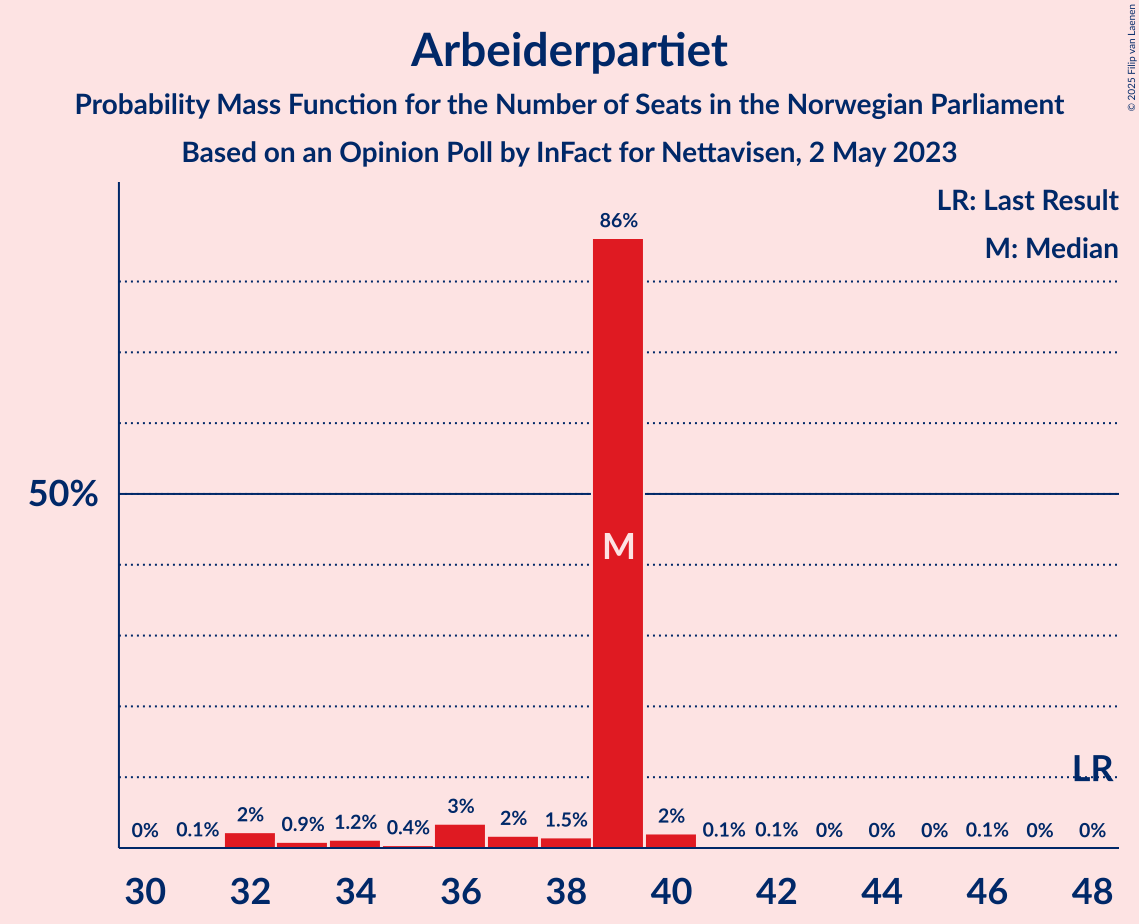 Arbeiderpartiet
Probability Mass Function for the Number of Seats in the Norwegian Parliament
Based on an Opinion Poll by InFact for Nettavisen, 2 May 2023
© 2025 Filip van Laenen
LR: Last Result
M: Median
86%
50%
M
LR
0% 0.1% 2% 0.9% 1.2% 0.4% 3% 2% 1.5% 2% 0.1% 0.1% 0% 0% 0% 0.1% 0% 0%
30 32 34 36 38 40 42 44 46 48